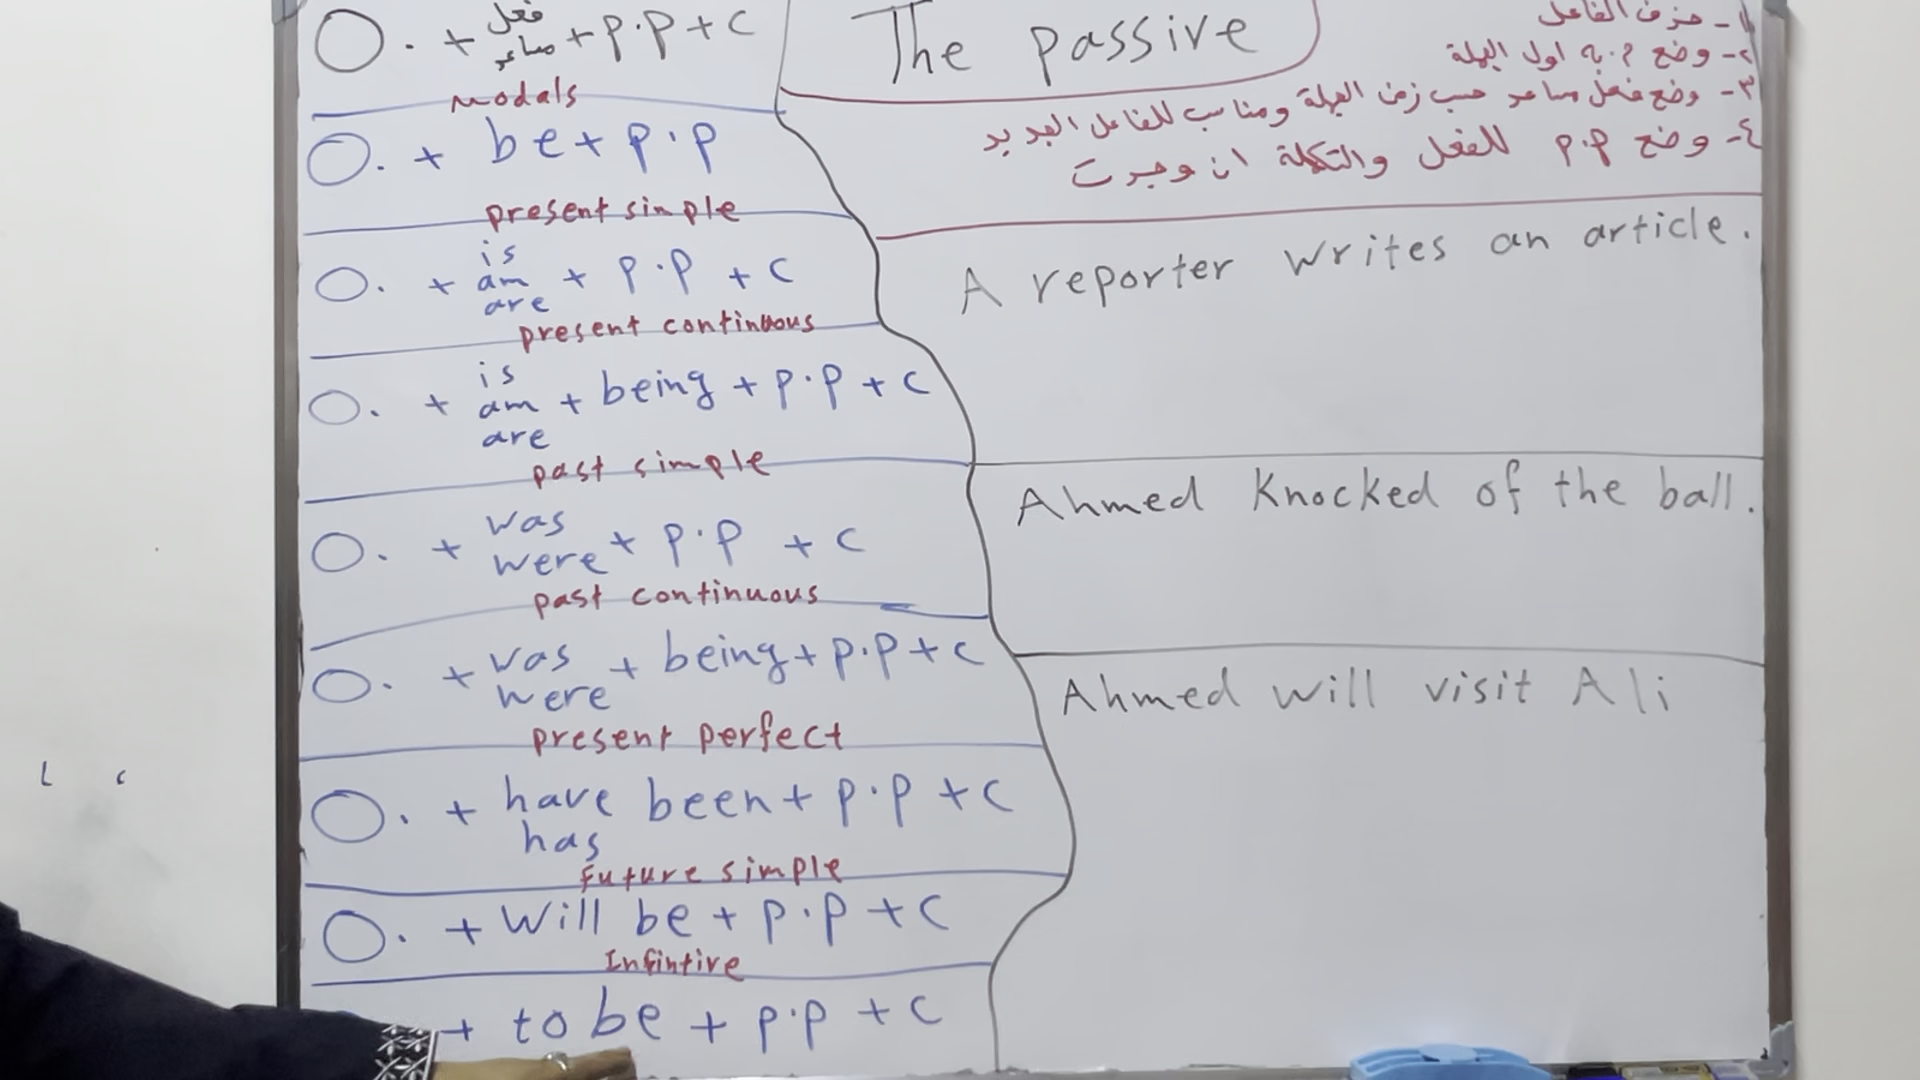 O. + فعل مساعد + p.p + c
modals
O. + be + p.p
present simple
O. + is am are + p.p + c
present continuous
O. + is am are + being + p.p + c
past simple
O. + was were + p.p + c
past continuous
O. + was were + being + p.p + c
present perfect
O. + have has been + p.p + c
Future simple
O. + will be + p.p + c
Infintive
+ to be + p.p + c
The passive
١- حذف الفاعل
٢- وضع م. به اول الجملة
٣- وضع فعل مساعد حسب زمن الجملة ومناسب للفاعل الجديد
٤- وضع p.p للفعل والتكملة ان وجدت
A reporter writes an article.
Ahmed Knocked of the ball.
Ahmed will visit Ali